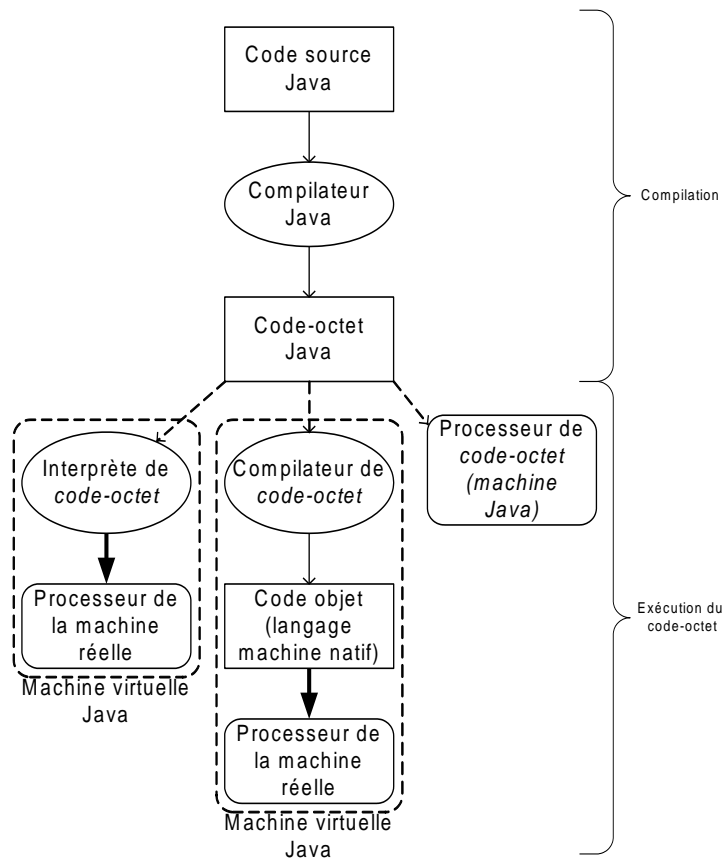 Code source
Java
Compilateur
Java
Compilation
Code-octet
Java
Interprète de
code-octet
Processeur de
la machine
réelle
Machine virtuelle
Java
Compilateur de
code-octet
Code objet
(langage
machine natif)
Processeur de
la machine
réelle
Machine virtuelle
Java
Processeur de
code-octet
(machine
Java)
Exécution du
code-octet